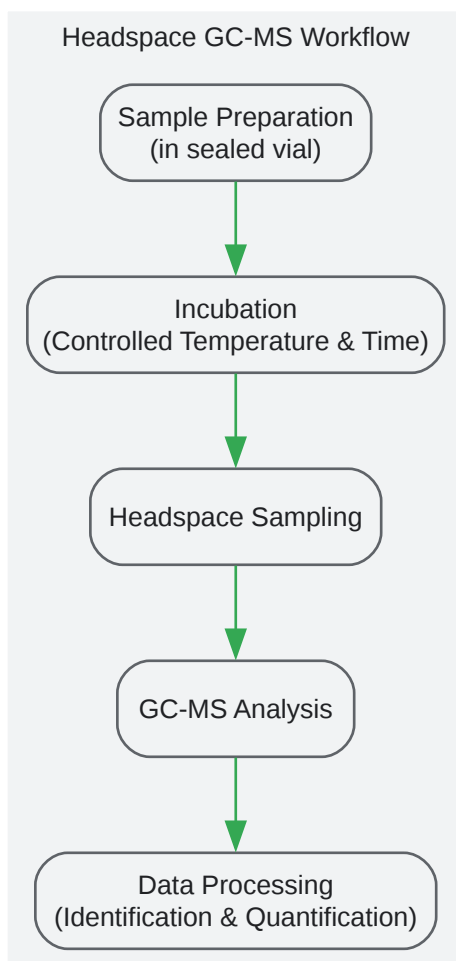 Headspace GC-MS Workflow
Sample Preparation
(in sealed vial)
Incubation
(Controlled Temperature & Time)
Headspace Sampling
GC-MS Analysis
Data Processing
(Identification & Quantification)